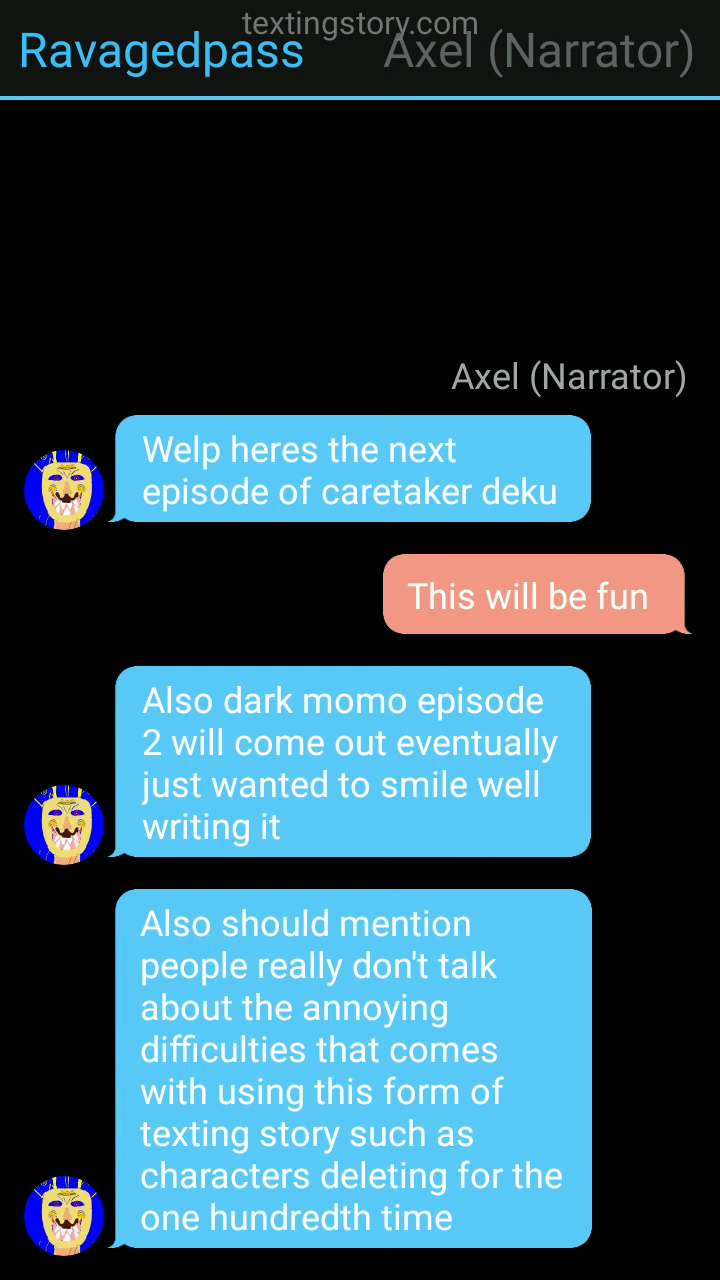 textingstory.com
Ravagedpass
Axel (Narrator)
Axel (Narrator)
Welp heres the next
episode of caretaker deku
This will be fun
Also dark momo episode
2 will come out eventually
just wanted to smile well
writing it
Also should mention
people really don't talk
about the annoying
difficulties that comes
with using this form of
texting story such as
characters deleting for the
one hundredth time